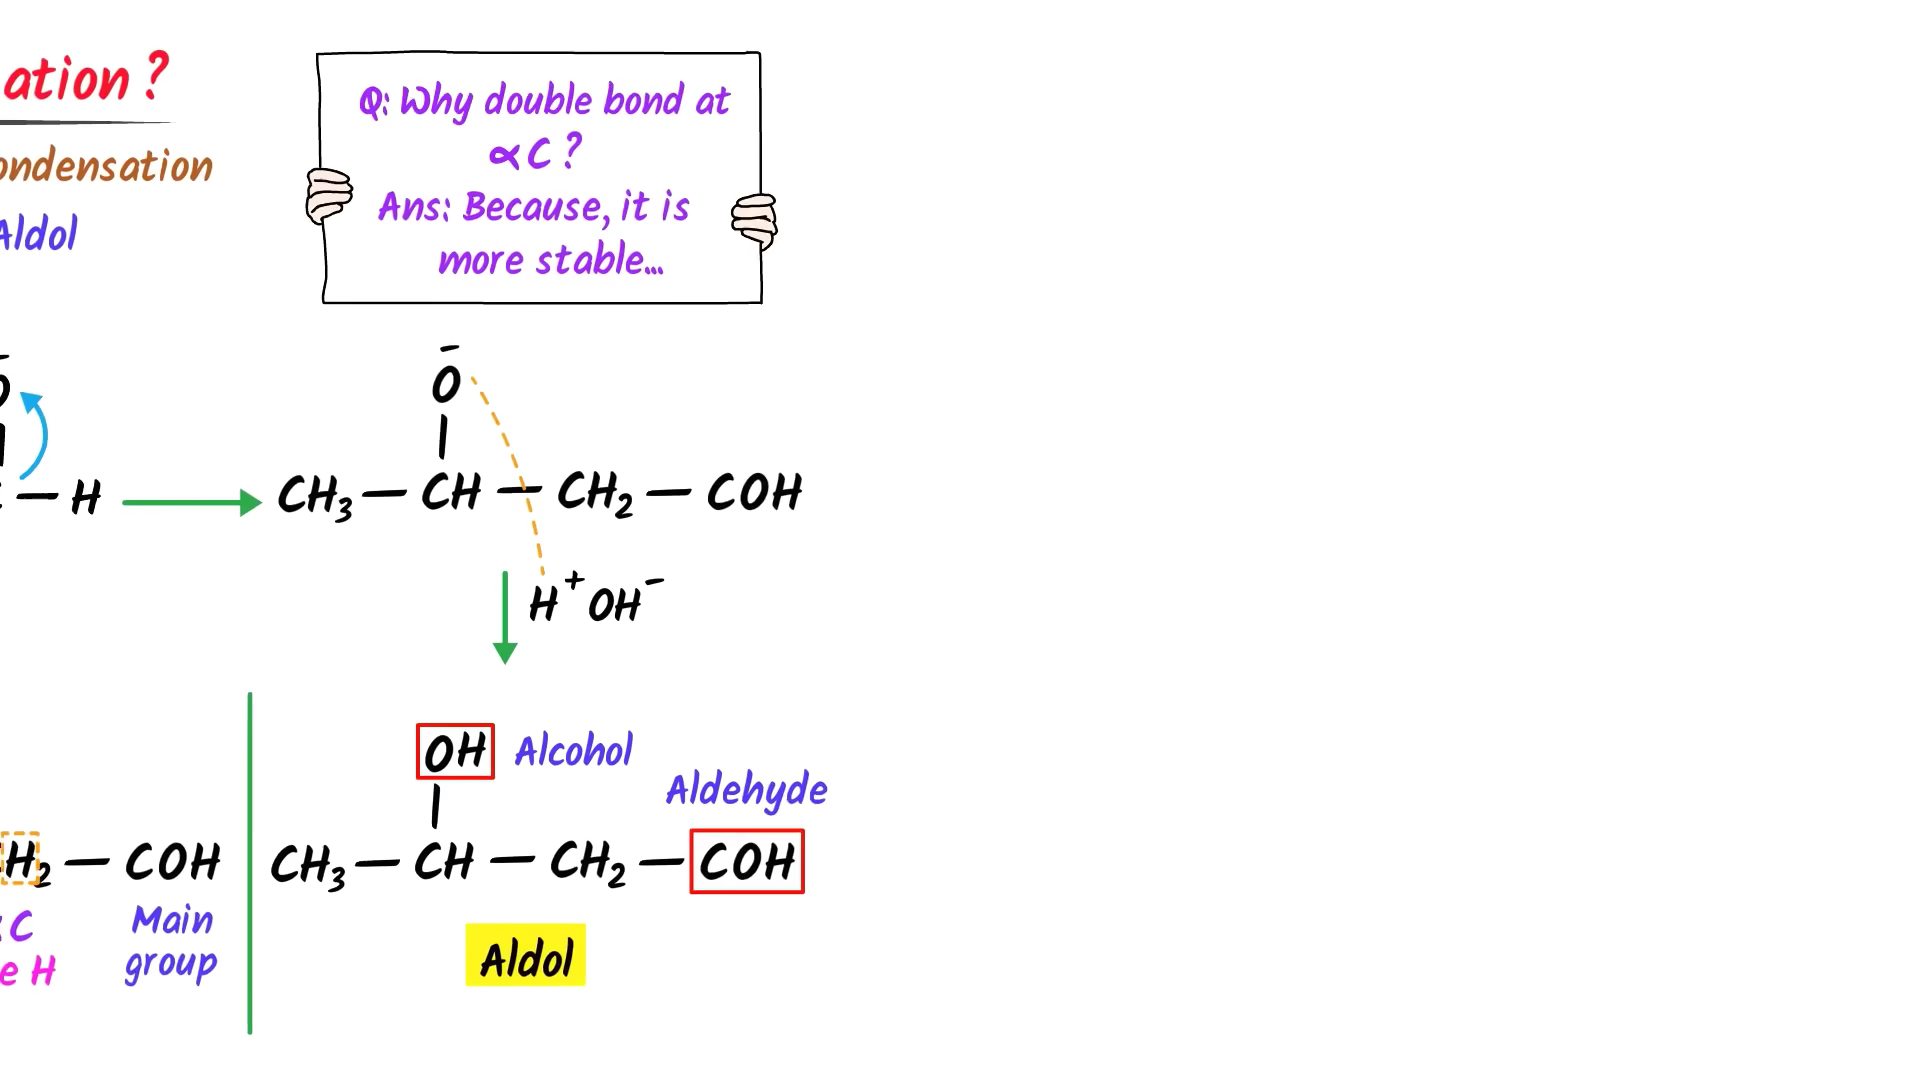 ation?
ondensation
Aldol
Q: Why double bond at
∝C?
Ans: Because, it is
more stable...
O⁻
— H → CH₃ — CH — CH₂ — COH
H⁺ OH⁻
OH Alcohol
Aldehyde
H₂ — COH
CH₃ — CH — CH₂ — COH
C
Main
group
e H
Aldol